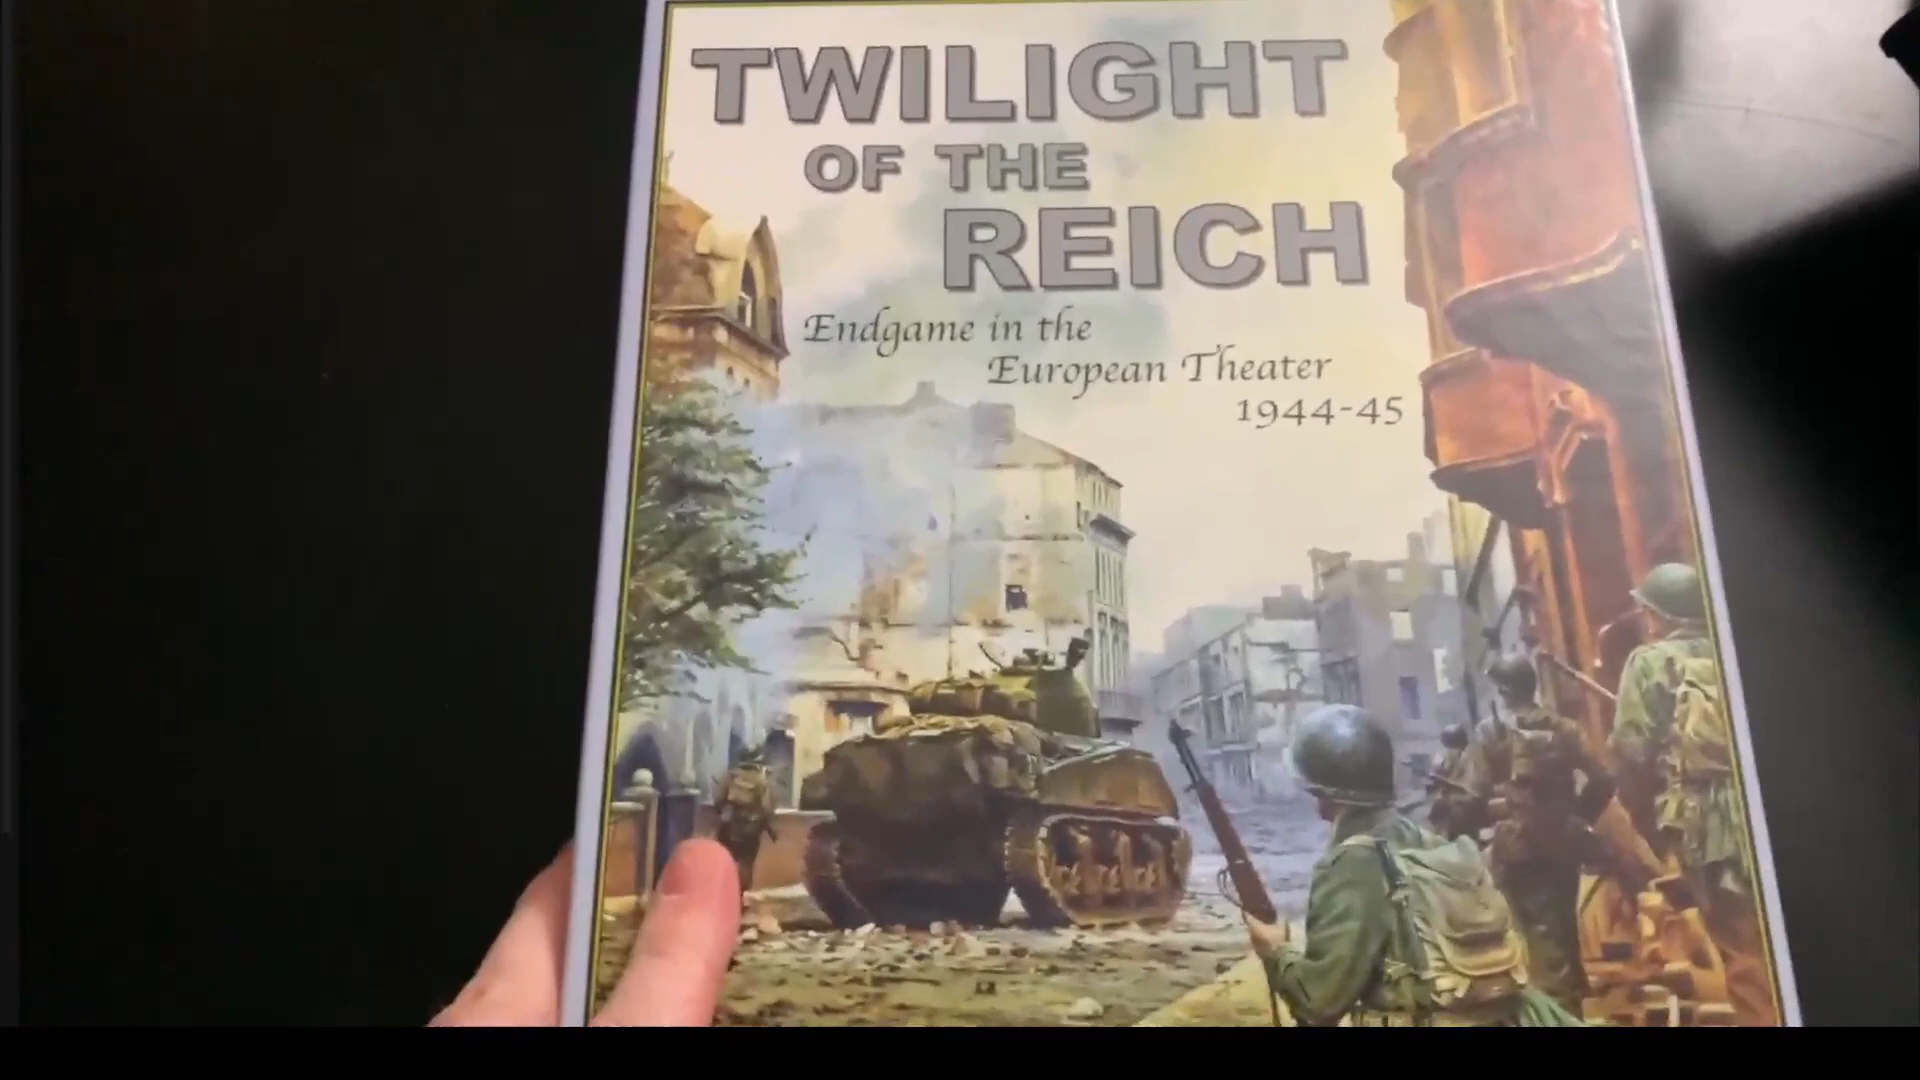 TWILIGHT
OF THE
REICH
Endgame in the
European Theater
1944-45